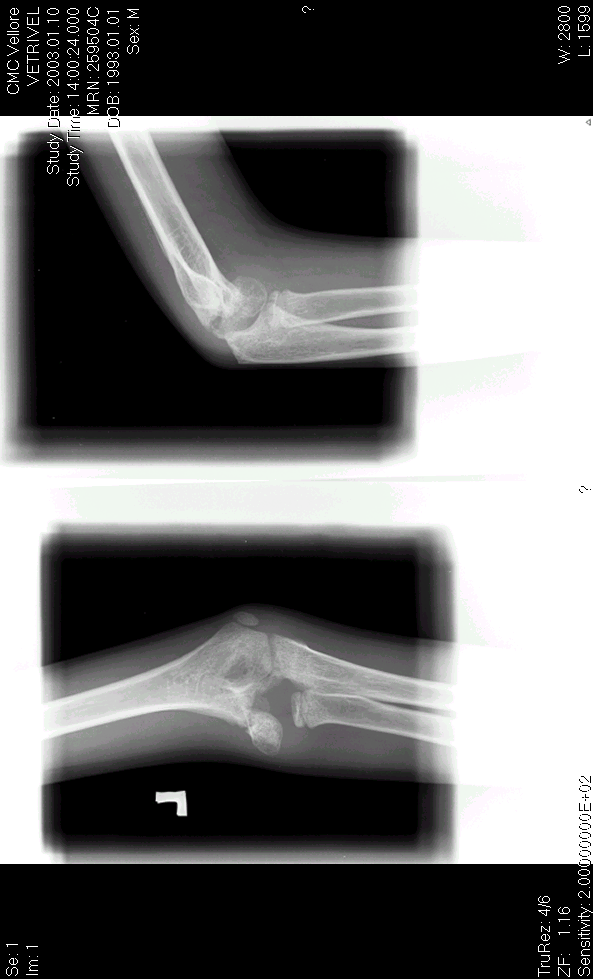 CMC Vellore
VETRIVEL
Study Date: 2003.01.10
Study Time: 14:00:24.000
MRN: 259504C
DOB: 1993.01.01
Sex: M
?
W: 2800
L: 1599
?
L
Se: 1
Im: 1
TruRez: 4/6
ZF: 1.16
Sensitivity: 2.00000000E+02